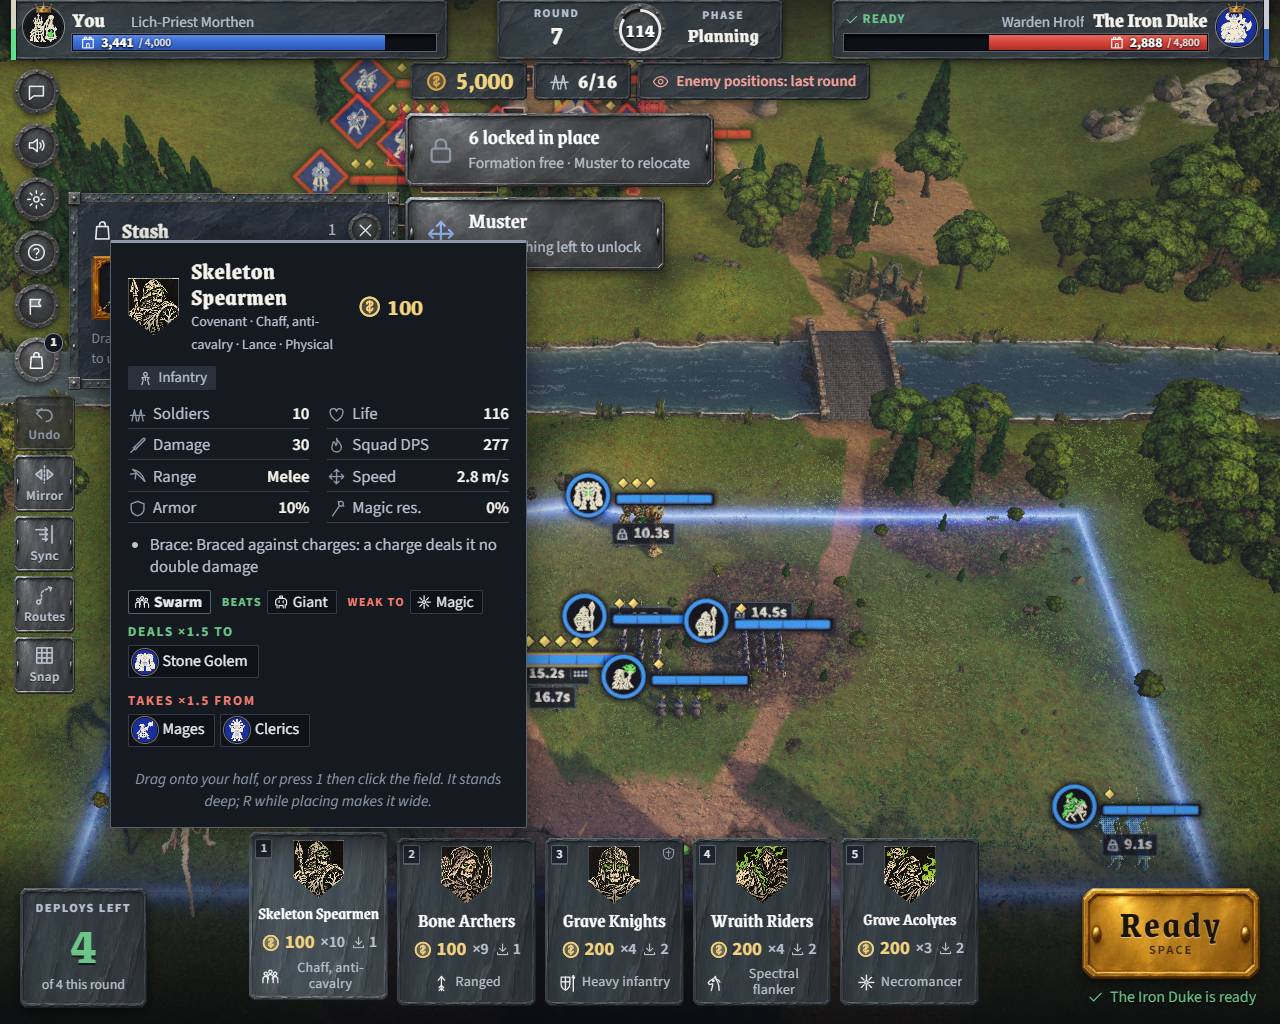 You
Lich-Priest Morthen
3,441 / 4,000
ROUND
7
114
PHASE
Planning
READY
Warden Hrolf
The Iron Duke
2,888 / 4,800
5,000
6/16
Enemy positions: last round
6 locked in place
Formation free · Muster to relocate
Muster
hing left to unlock
Stash
1
1
Dra
to u
Undo
Mirror
Sync
Routes
Snap
Skeleton
Spearmen
100
Covenant · Chaff, anti-
cavalry · Lance · Physical
Infantry
Soldiers 10
Life 116
Damage 30
Squad DPS 277
Range Melee
Speed 2.8 m/s
Armor 10%
Magic res. 0%
• Brace: Braced against charges: a charge deals it no
double damage
Swarm BEATS Giant WEAK TO Magic
DEALS ×1.5 TO
Stone Golem
TAKES ×1.5 FROM
Mages Clerics
Drag onto your half, or press 1 then click the field. It stands
deep; R while placing makes it wide.
10.3s
14.5s
15.2s
16.7s
9.1s
DEPLOYS LEFT
4
of 4 this round
1
Skeleton Spearmen
100 ×10 1
Chaff, anti-
cavalry
2
Bone Archers
100 ×9 1
Ranged
3
Grave Knights
200 ×4 2
Heavy infantry
4
Wraith Riders
200 ×4 2
Spectral
flanker
5
Grave Acolytes
200 ×3 2
Necromancer
Ready
SPACE
The Iron Duke is ready